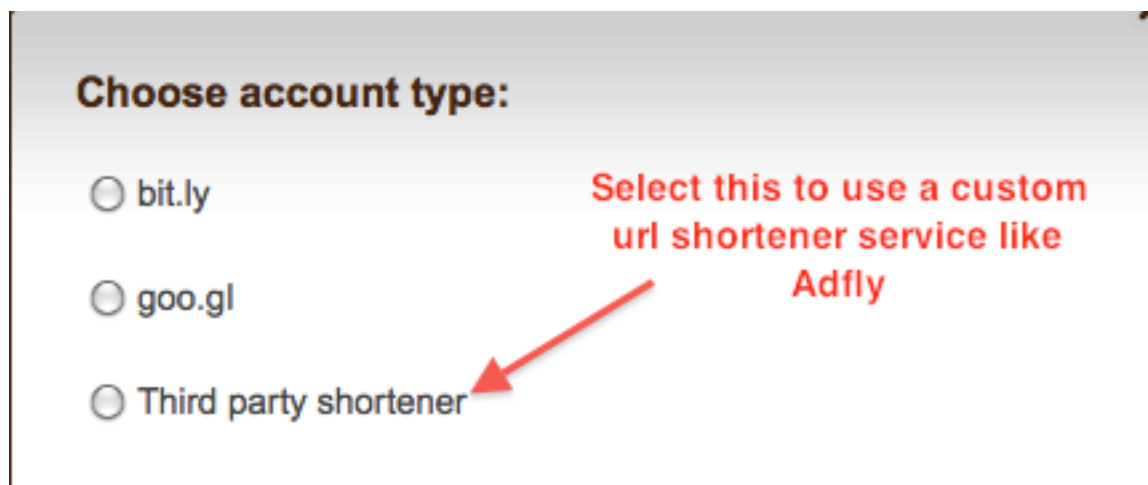 Choose account type:
bit.ly
Select this to use a custom
url shortener service like
Adfly
goo.gl
Third party shortener